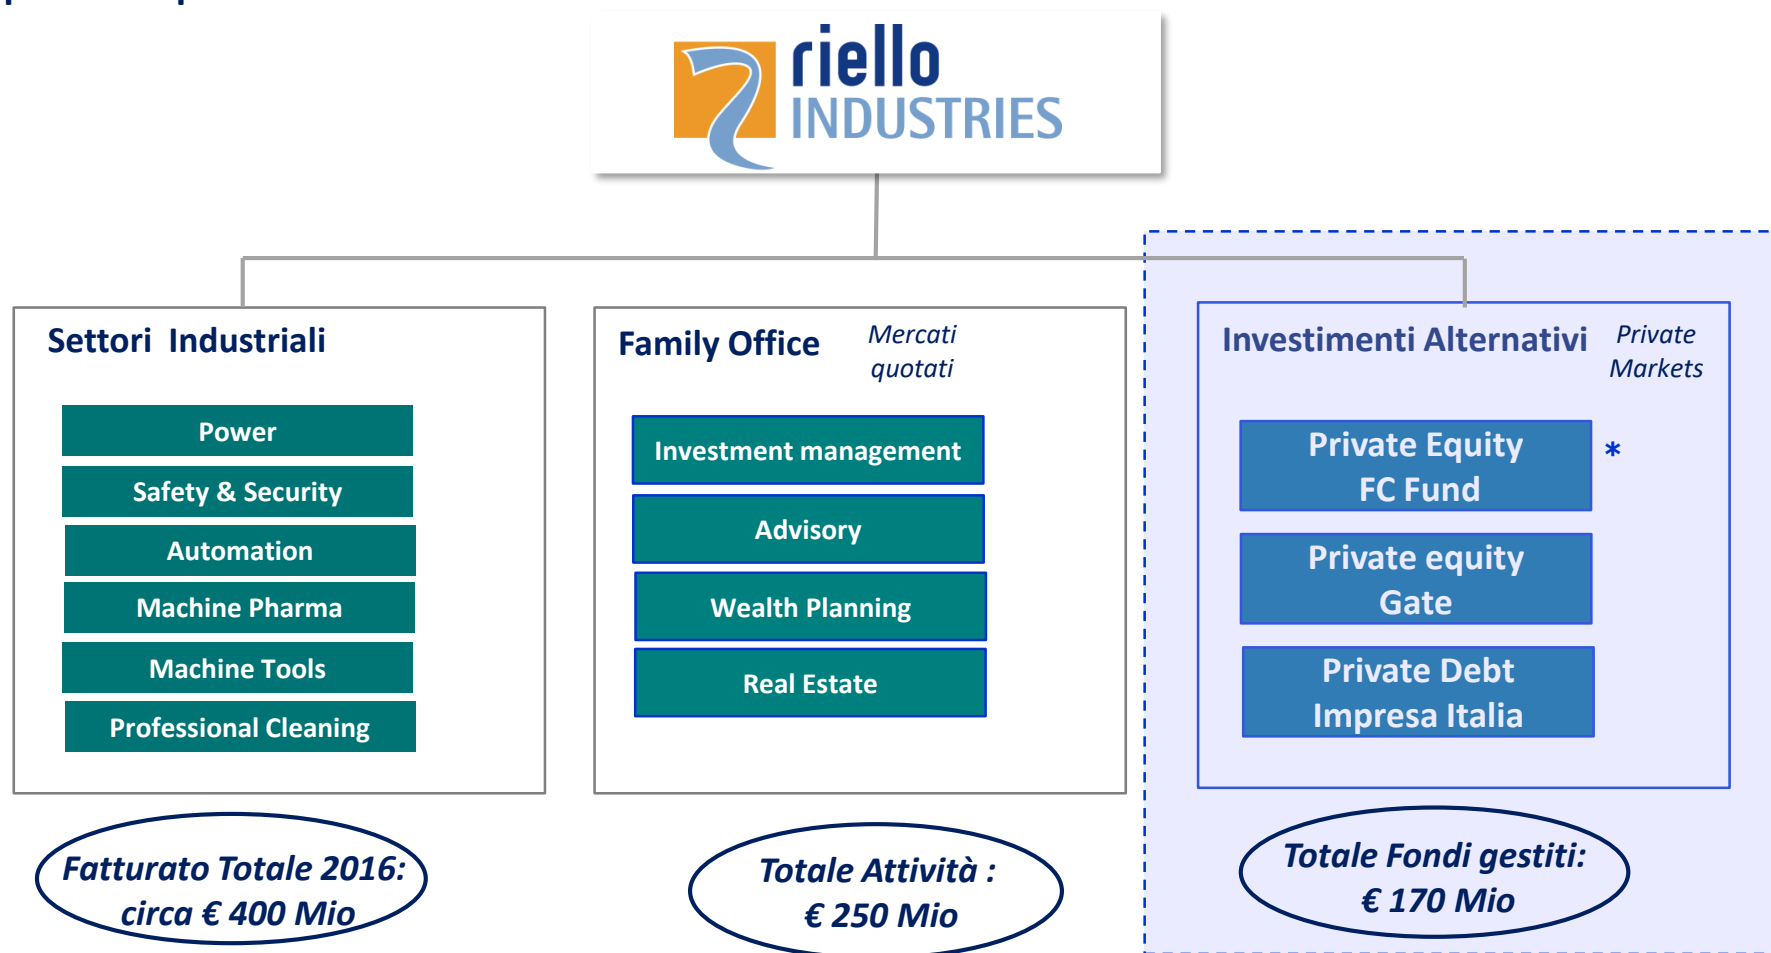 riello
INDUSTRIES
Settori Industriali
Power
Safety & Security
Automation
Machine Pharma
Machine Tools
Professional Cleaning
Fatturato Totale 2016:
circa € 400 Mio
Family Office
Mercati
quotati
Investment management
Advisory
Wealth Planning
Real Estate
Totale Attività :
€ 250 Mio
Investimenti Alternativi
Private
Markets
Private Equity
FC Fund
*
Private equity
Gate
Private Debt
Impresa Italia
Totale Fondi gestiti:
€ 170 Mio